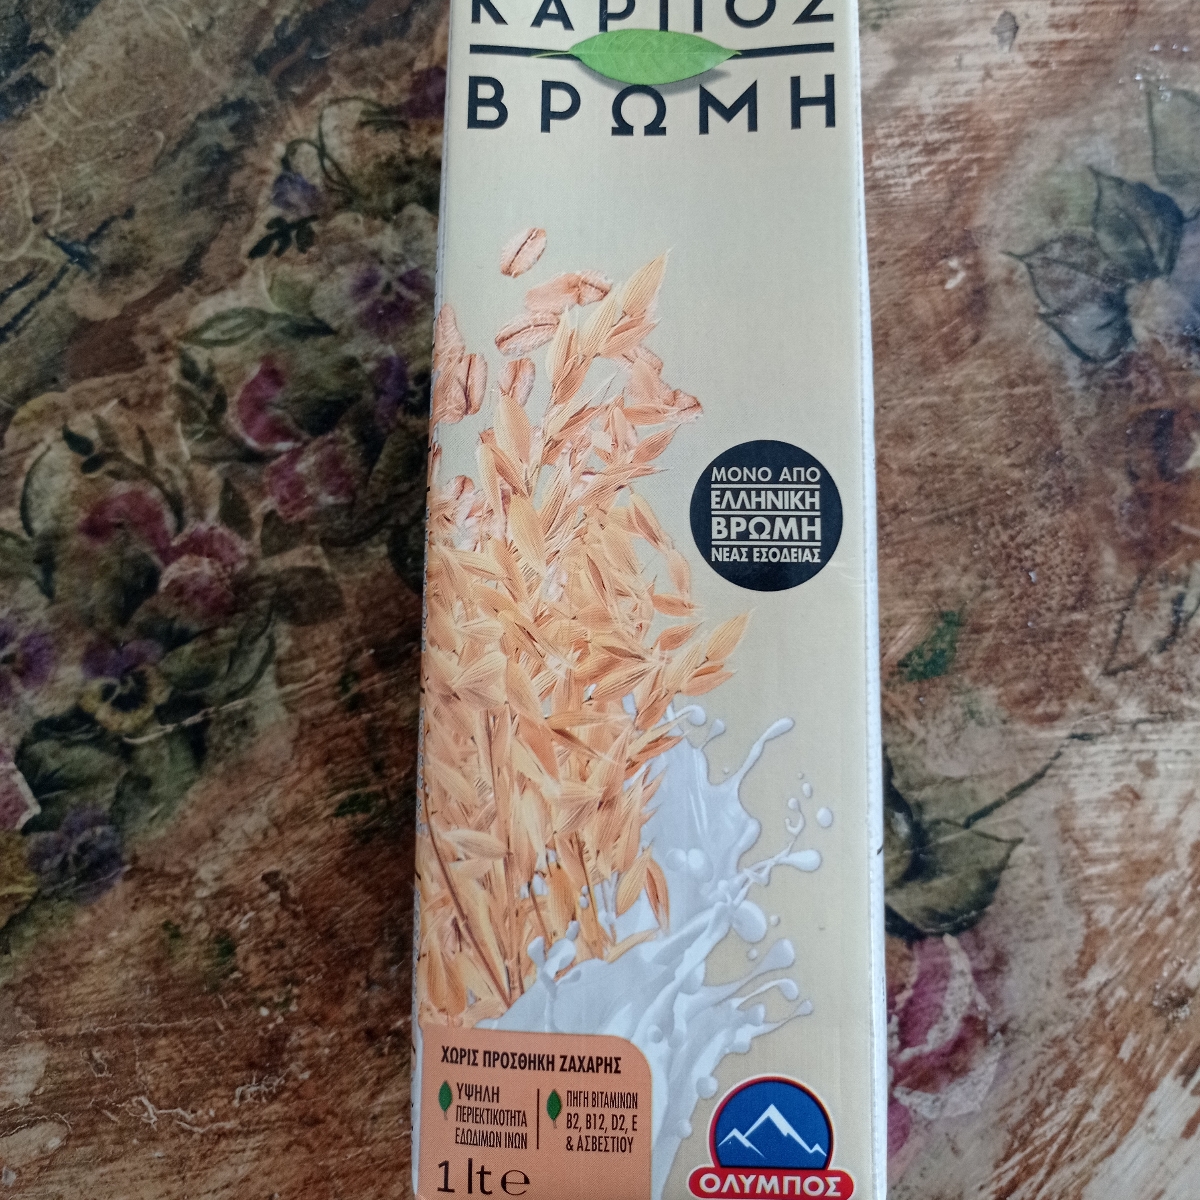 ΚΑΡΠΟΣ
ΒΡΩΜΗ
ΜΟΝΟ ΑΠΟ
ΕΛΛΗΝΙΚΗ
ΒΡΩΜΗ
ΝΕΑΣ ΕΣΟΔΕΙΑΣ
ΧΩΡΙΣ ΠΡΟΣΘΗΚΗ ΖΑΧΑΡΗΣ
ΥΨΗΛΗ
ΠΕΡΙΕΚΤΙΚΟΤΗΤΑ
ΕΔΩΔΙΜΩΝ ΙΝΩΝ
ΠΗΓΗ ΒΙΤΑΜΙΝΩΝ
B2, B12, D2, E
& ΑΣΒΕΣΤΙΟΥ
1 lt e
ΟΛΥΜΠΟΣ